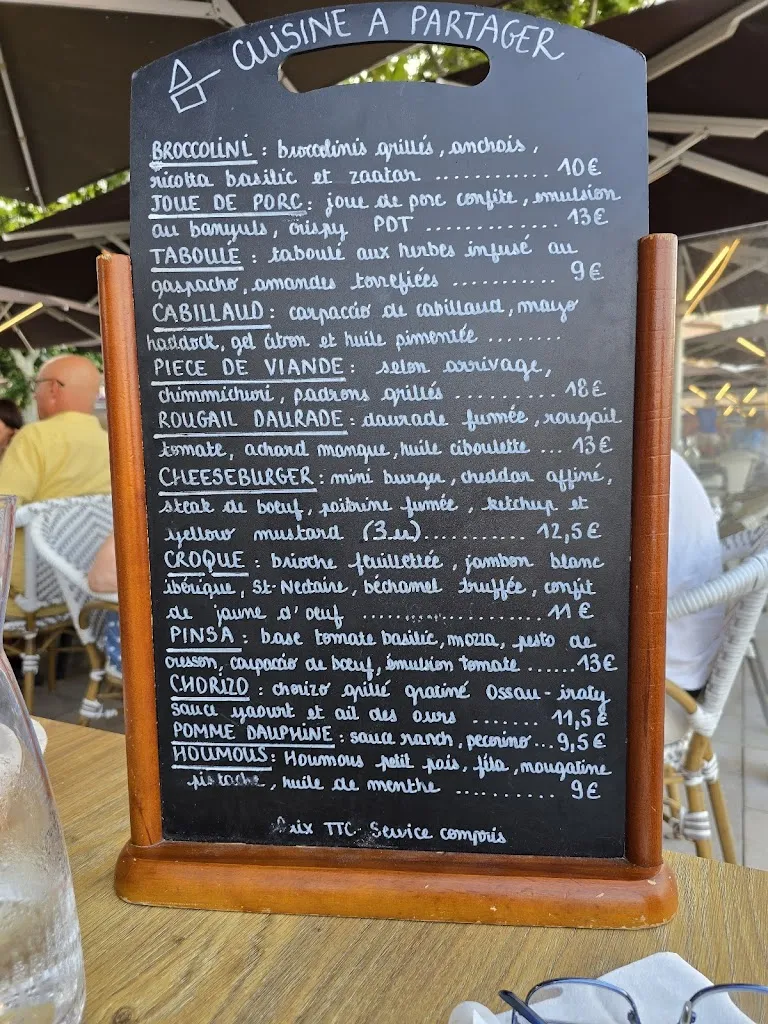 CUISINE A PARTAGER
BROCCOLINI : broccolinis grillés, anchois,
ricotta basilic et zaatar ............ 10€
JOUE DE PORC : joue de porc confite, emulsion
au banyuls, crispy PDT .............. 13€
TABOULE : taboulé aux herbes infusé au
gaspacho, amandes torrefiées ........... 9€
CABILLAUD : carpaccio de cabillaud, mayo
haddock, gel citron et huile pimentée .........
PIECE DE VIANDE : selon arrivage,
chimmichuri, padrons grillés ........... 18€
ROUGAIL DAURADE : daurade fumée, rougail
tomate, achard mangue, huile ciboulette ... 13€
CHEESEBURGER : mini burger, cheddar affiné,
steak de boeuf, poitrine fumée, ketchup et
yellow mustard (3.u)........... 12,5€
CROQUE : brioche feuilletée, jambon blanc
ibérique, St-Nectaire, béchamel truffée, confit
de jaune d'oeuf .................... 11€
PINSA : base tomate basilic, mozza, pesto de
cresson, carpaccio de boeuf, émulsion tomate ......13€
CHORIZO : chorizo grillé gratiné Ossau-iraty
sauce yaourt et ail des ours ....... 11,5€
POMME DAUPHINE : sauce ranch, pecorino...9,5€
HOUMOUS : Houmous petit pois, féta, nougatine
pistache, huile de menthe ........... 9€
Prix TTC- Service compris